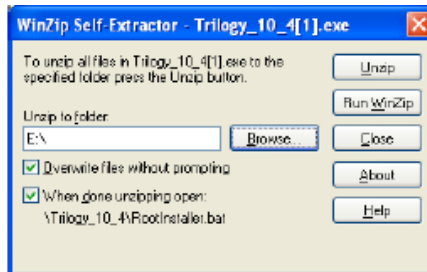 WinZip Self-Extractor - Trilogy_10_4[1].exe
To unzip all files in Trilogy_10_4[1].exe to the
specified folder press the Unzip button.
Unzip to folder:
E:\
Browse...
Overwrite files without prompting
When done unzipping open:
\Trilogy_10_4\RootInstaller.bat
Unzip
Run WinZip
Close
About
Help